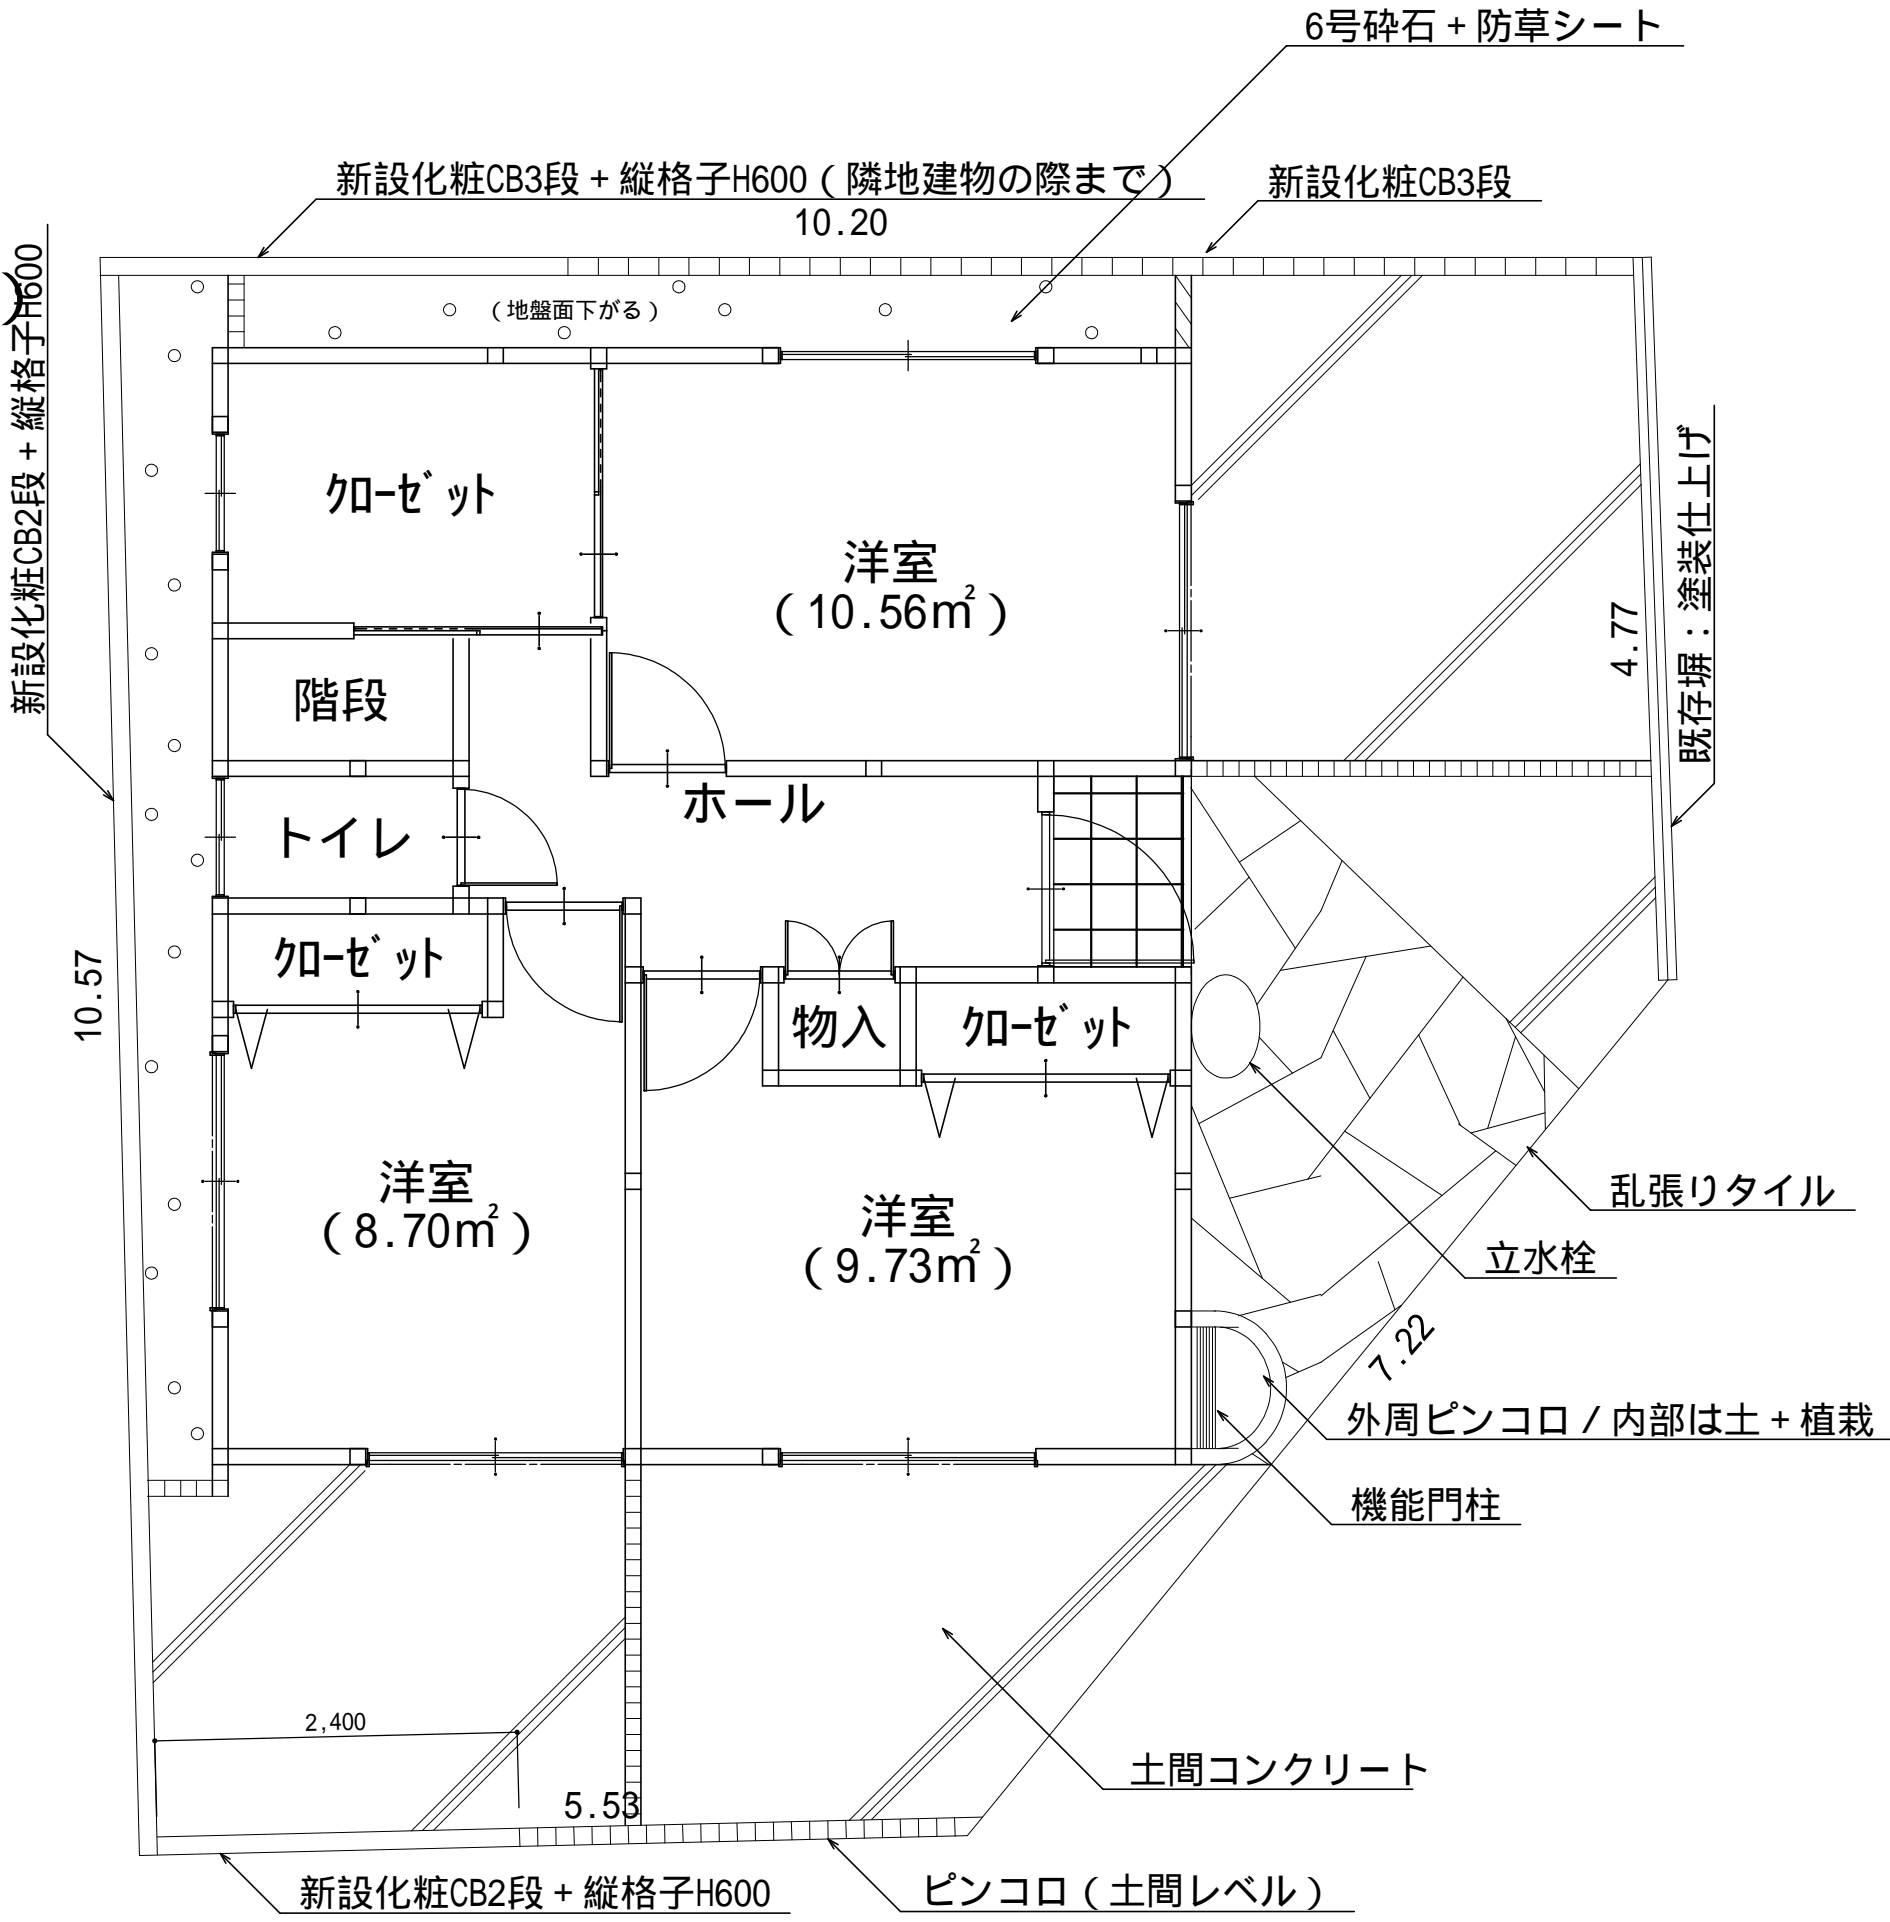 6号砕石 + 防草シート
新設化粧CB3段 + 縦格子H600 ( 隣地建物の際まで )
新設化粧CB3段
10.20
新設化粧CB2段 + 縦格子H600
)
( 地盤面下がる )
ｸﾛｰｾﾞｯﾄ
洋室
( 10.56㎡ )
既存塀 : 塗装仕上げ
4.77
階段
ホール
トイレ
ｸﾛｰｾﾞｯﾄ
10.57
物入
ｸﾛｰｾﾞｯﾄ
洋室
( 8.70㎡ )
洋室
( 9.73㎡ )
乱張りタイル
立水栓
7.22
外周ピンコロ / 内部は土 + 植栽
機能門柱
2,400
土間コンクリート
5.53
新設化粧CB2段 + 縦格子H600
ピンコロ ( 土間レベル )